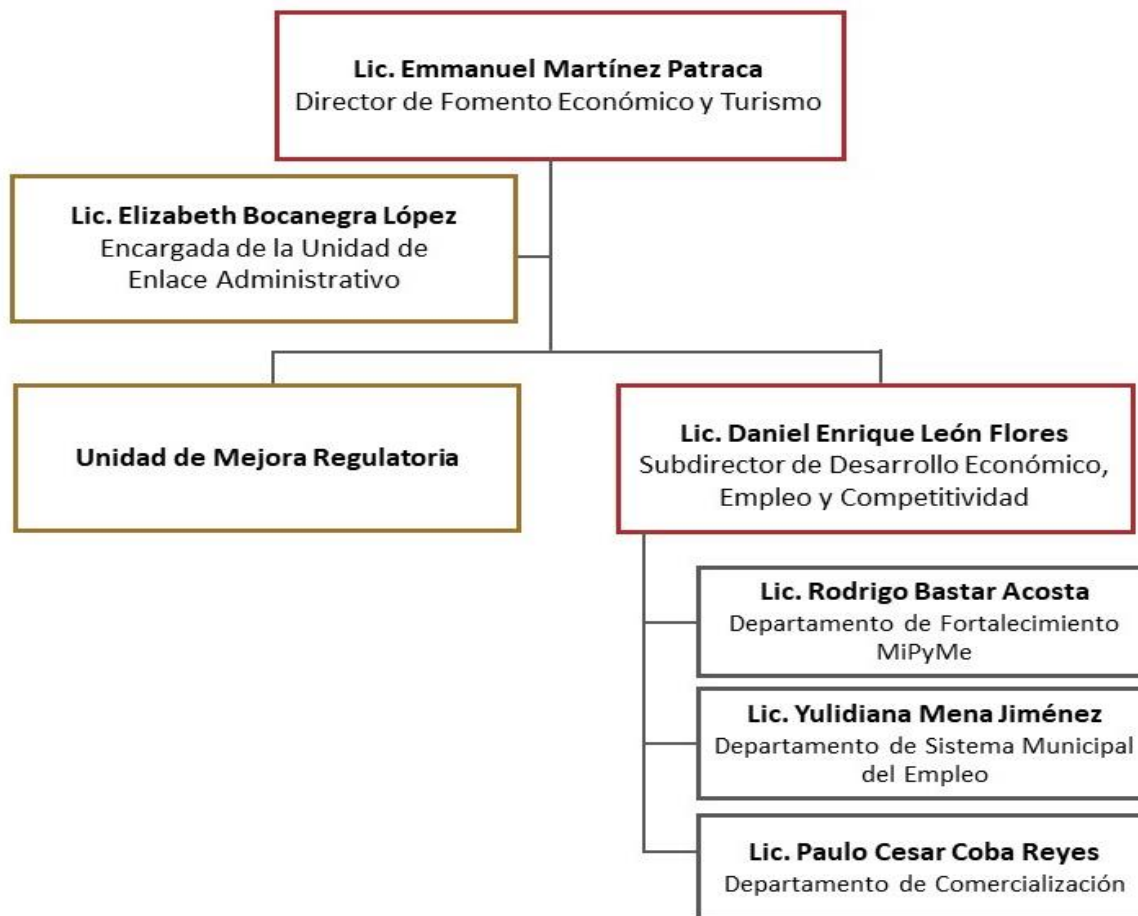 Lic. Emmanuel Martínez Patraca
Director de Fomento Económico y Turismo
Lic. Elizabeth Bocanegra López
Encargada de la Unidad de
Enlace Administrativo
Unidad de Mejora Regulatoria
Lic. Daniel Enrique León Flores
Subdirector de Desarrollo Económico,
Empleo y Competitividad
Lic. Rodrigo Bastar Acosta
Departamento de Fortalecimiento
MiPyMe
Lic. Yulidiana Mena Jiménez
Departamento de Sistema Municipal
del Empleo
Lic. Paulo Cesar Coba Reyes
Departamento de Comercialización